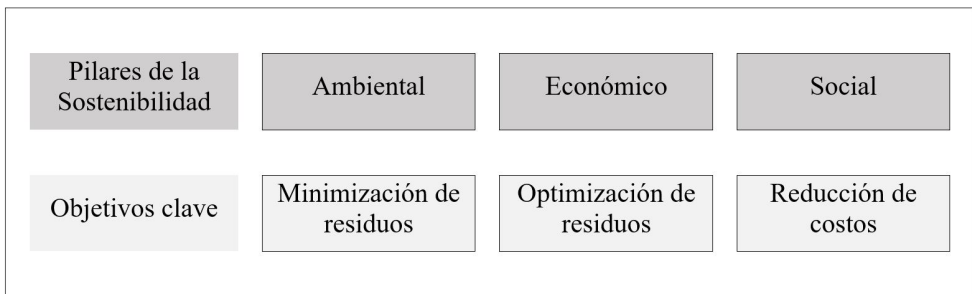 Pilares de la
Sostenibilidad
Ambiental
Económico
Social
Objetivos clave
Minimización de
residuos
Optimización de
residuos
Reducción de
costos